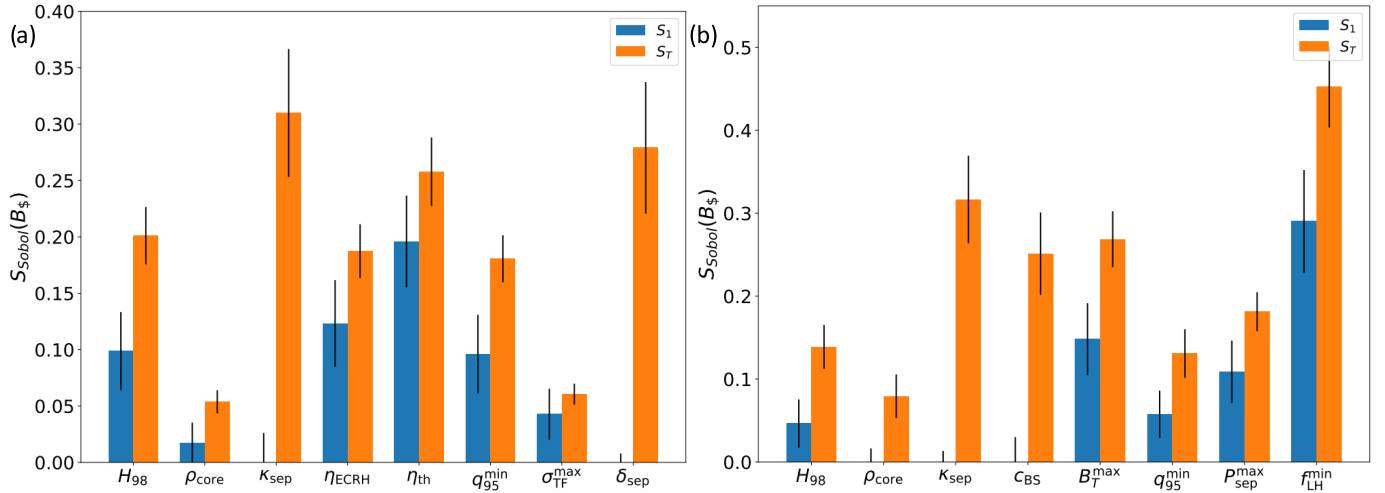 (a)
S_Sobol(B_$)
0.40
0.35
0.30
0.25
0.20
0.15
0.10
0.05
0.00
S_1
S_T
H_98 ρ_core κ_sep η_ECRH η_th q_95^min σ_TF^max δ_sep
(b)
S_Sobol(B_$)
0.5
0.4
0.3
0.2
0.1
0.0
S_1
S_T
H_98 ρ_core κ_sep c_BS B_T^max q_95^min P_sep^max f_LH^min